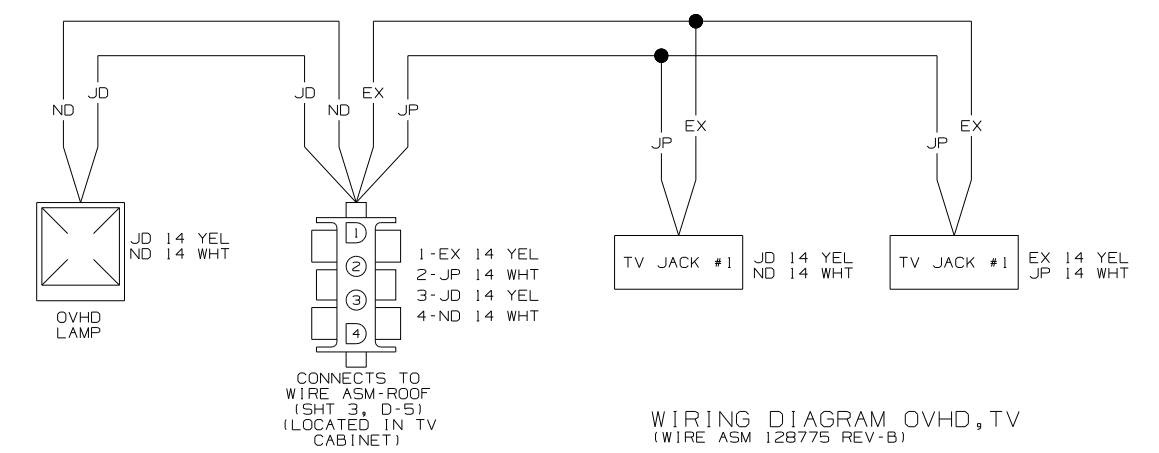 ND
JD
JD
ND
EX
JP
JP
EX
JP
EX
JD 14 YEL
ND 14 WHT
OVHD
LAMP
1
2
3
4
1-EX 14 YEL
2-JP 14 WHT
3-JD 14 YEL
4-ND 14 WHT
CONNECTS TO
WIRE ASM-ROOF
(SHT 3, D-5)
(LOCATED IN TV
CABINET)
TV JACK #1
JD 14 YEL
ND 14 WHT
TV JACK #1
EX 14 YEL
JP 14 WHT
WIRING DIAGRAM OVHD,TV
(WIRE ASM 128775 REV-B)